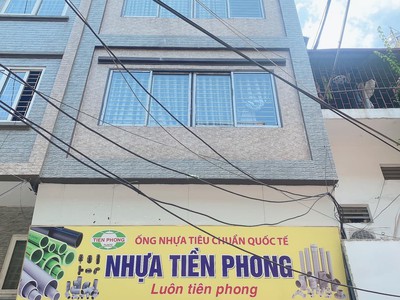 TIỀN PHONG
ỐNG NHỰA TIÊU CHUẨN QUỐC TẾ
NHỰA TIỀN PHONG
Luôn tiên phong